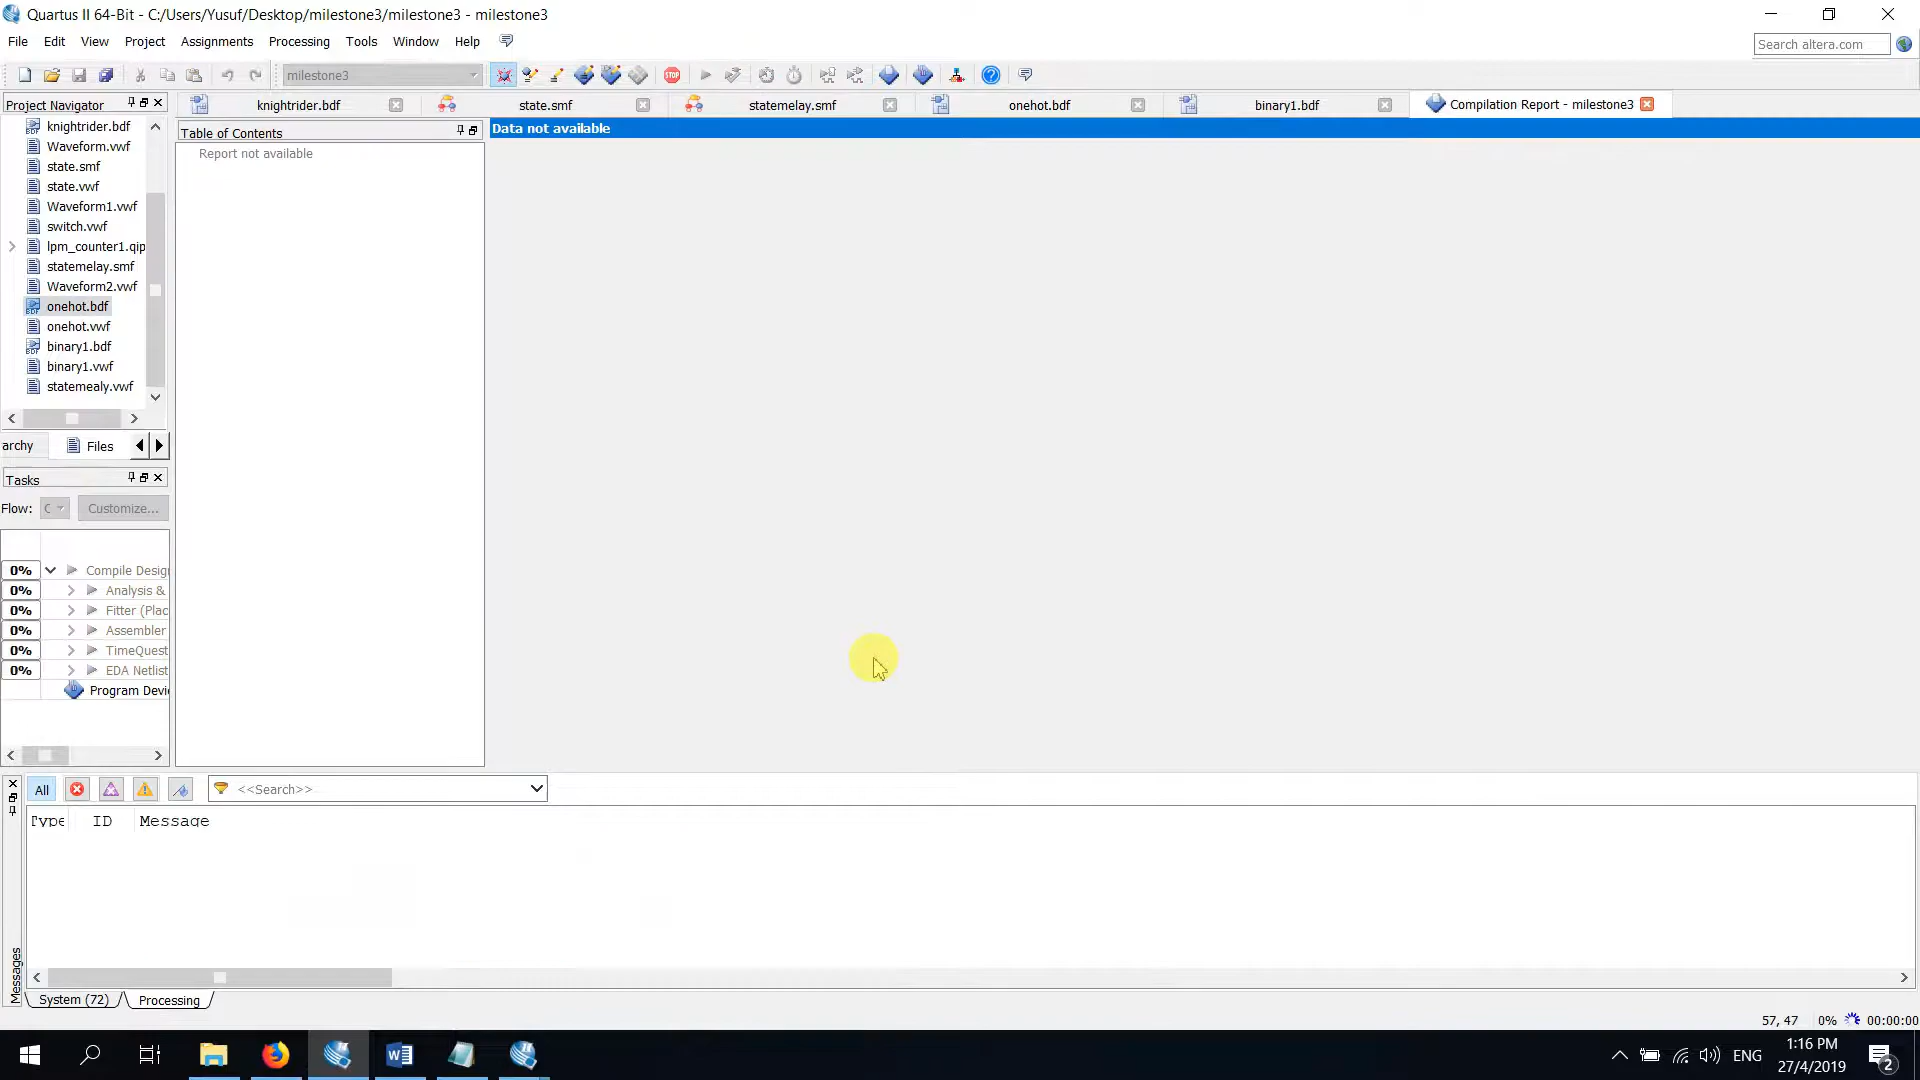 Quartus II 64-Bit - C:/Users/Yusuf/Desktop/milestone3/milestone3 - milestone3
File Edit View Project Assignments Processing Tools Window Help
Search altera.com
milestone3
STOP
Project Navigator
knightrider.bdf
state.smf
statemelay.smf
onehot.bdf
binary1.bdf
Compilation Report - milestone3
knightrider.bdf
Waveform.vwf
state.smf
state.vwf
Waveform1.vwf
switch.vwf
lpm_counter1.qip
statemelay.smf
Waveform2.vwf
onehot.bdf
onehot.vwf
binary1.bdf
binary1.vwf
statemealy.vwf
archy Files
Table of Contents
Report not available
Data not available
Tasks
Flow: C Customize...
0% Compile Desig
0% Analysis &
0% Fitter (Plac
0% Assembler
0% TimeQuest
0% EDA Netlist
Program Devi
All <<Search>>
Type ID Message
Messages
System (72) Processing
57, 47 0% 00:00:00
ENG
1:16 PM
27/4/2019
2